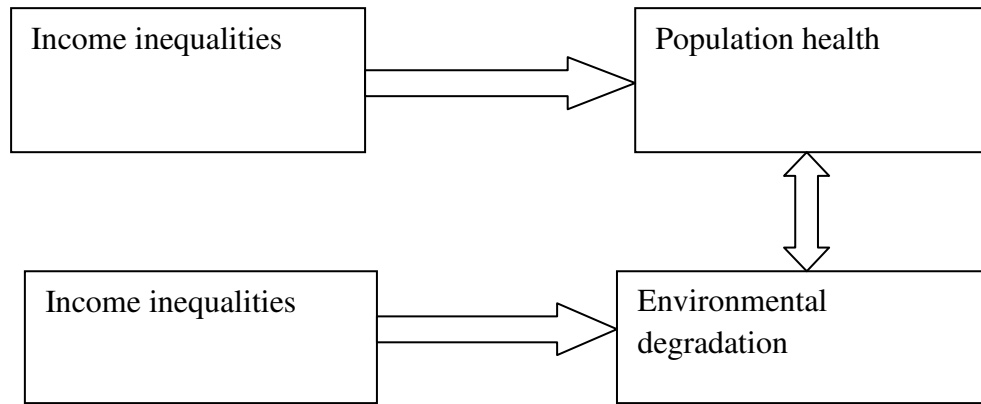 Income inequalities
Population health
Income inequalities
Environmental
degradation